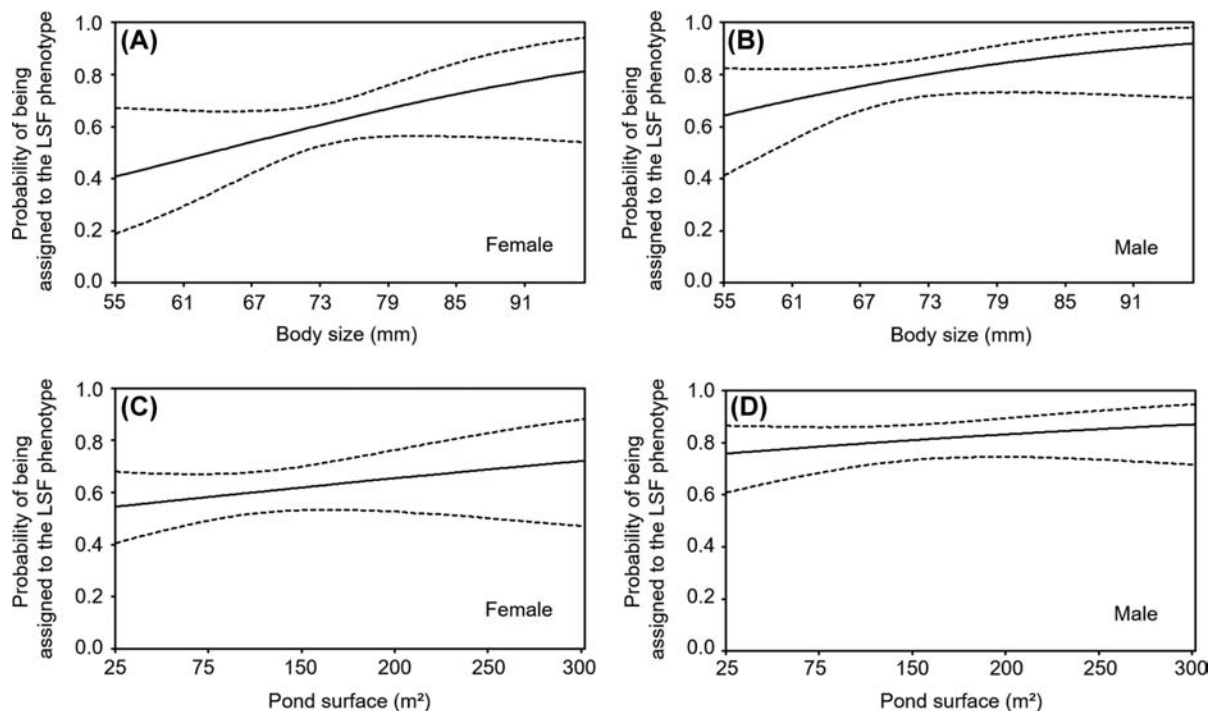 (A)
Probability of being
assigned to the LSF phenotype
1.0
0.8
0.6
0.4
0.2
0.0
Female
55 61 67 73 79 85 91
Body size (mm)
(B)
Probability of being
assigned to the LSF phenotype
1.0
0.8
0.6
0.4
0.2
0.0
Male
55 61 67 73 79 85 91
Body size (mm)
(C)
Probability of being
assigned to the LSF phenotype
1.0
0.8
0.6
0.4
0.2
0.0
Female
25 75 150 200 250 300
Pond surface (m²)
(D)
Probability of being
assigned to the LSF phenotype
1.0
0.8
0.6
0.4
0.2
0.0
Male
25 75 150 200 250 300
Pond surface (m²)